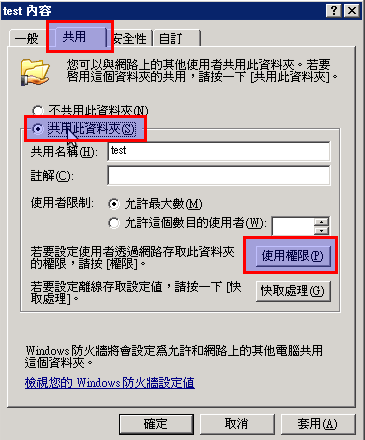 test 內容
一般
共用
安全性
自訂
您可以與網路上的其他使用者共用此資料夾。若要
啓用這個資料夾的共用，請按一下 [共用此資料夾]。
不共用此資料夾(N)
共用此資料夾(S)
共用名稱(H):
test
註解(C):
使用者限制:
允許最大數(M)
允許這個數目的使用者(W):
若要設定使用者透過網路存取此資料夾
的權限，請按 [權限]。
使用權限(P)
若要設定離線存取設定值，請按一下 [快
取處理]。
快取處理(G)
Windows 防火牆將會設定爲允許和網路上的其他電腦共用
這個資料夾。
檢視您的 Windows 防火牆設定值
確定
取消
套用(A)